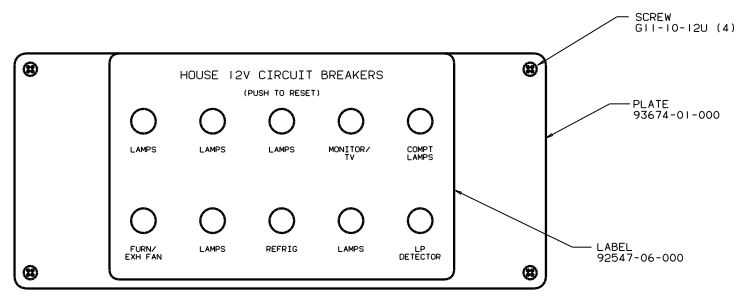 SCREW
G11-10-12U (4)
HOUSE 12V CIRCUIT BREAKERS
(PUSH TO RESET)
PLATE
93674-01-000
LAMPS
LAMPS
LAMPS
MONITOR/
TV
COMPT
LAMPS
FURN/
EXH FAN
LAMPS
REFRIG
LAMPS
LP
DETECTOR
LABEL
92547-06-000